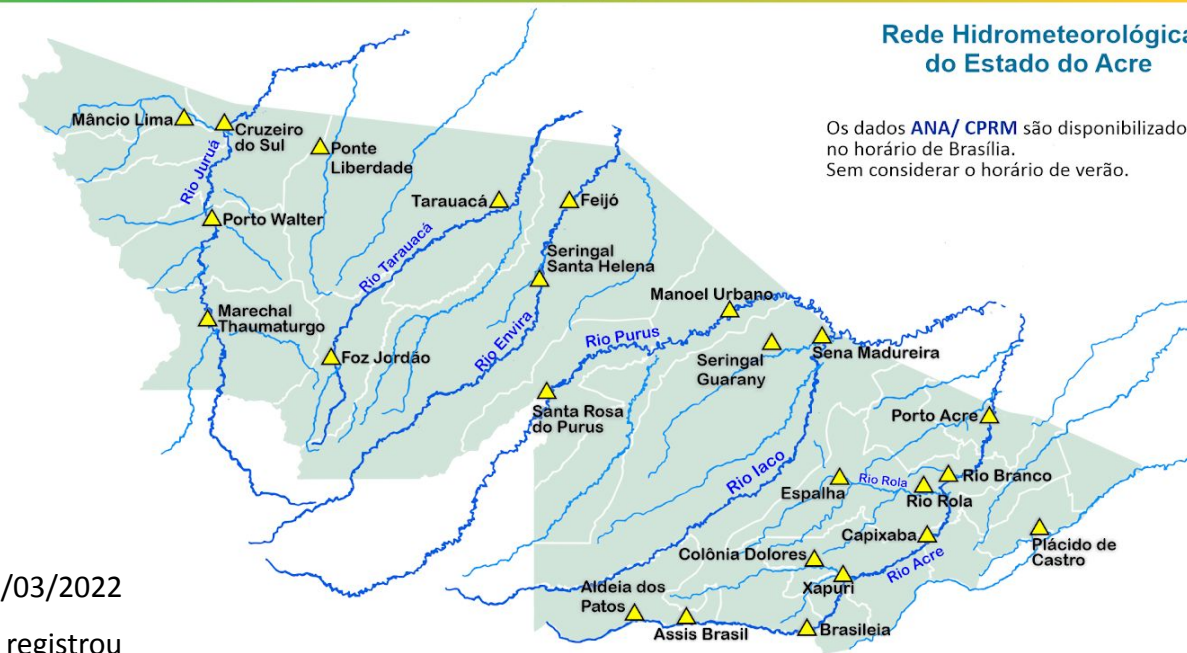 Rede Hidrometeorológica
do Estado do Acre
Os dados ANA/ CPRM são disponibilizado
no horário de Brasília.
Sem considerar o horário de verão.
Mâncio Lima
Cruzeiro
do Sul
Ponte
Liberdade
Rio Juruá
Tarauacá
Feijó
Porto Walter
Rio Tarauacá
Seringal
Santa Helena
Manoel Urbano
Marechal
Thaumaturgo
Rio Envira
Rio Purus
Foz Jordão
Seringal
Guarany
Sena Madureira
Santa Rosa
do Purus
Porto Acre
Rio Iaco
Espalha
Rio Rola
Rio Branco
Rio Rola
Capixaba
Plácido de
Castro
Colônia Dolores
Rio Acre
Xapuri
Aldeia dos
Patos
Assis Brasil
Brasileia
/03/2022
registrou